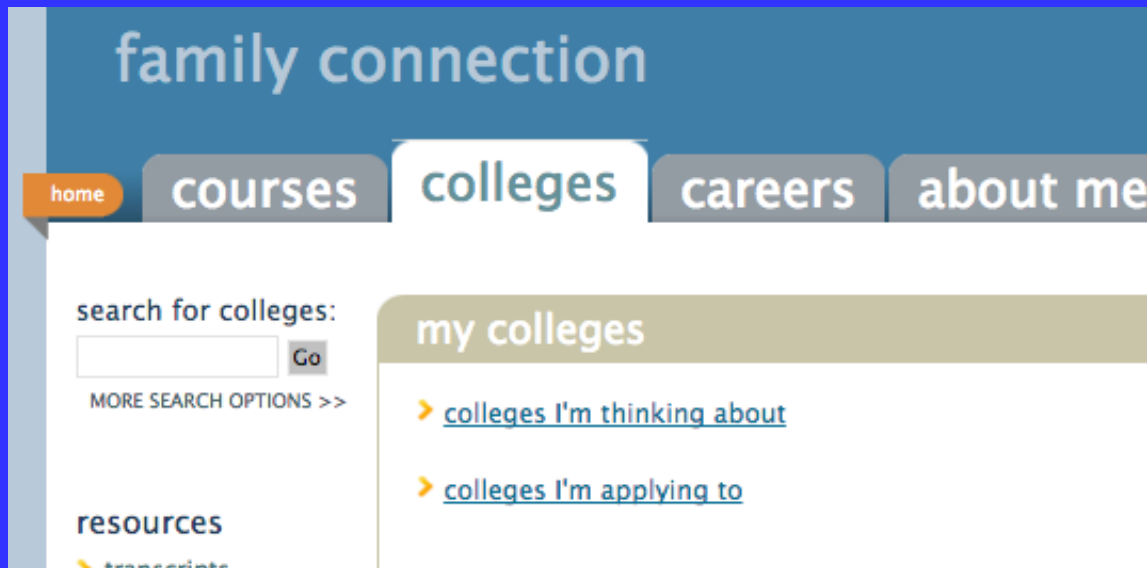 family connection
home
courses
colleges
careers
about me
search for colleges:
Go
MORE SEARCH OPTIONS >>
my colleges
colleges I'm thinking about
colleges I'm applying to
resources
transcripts